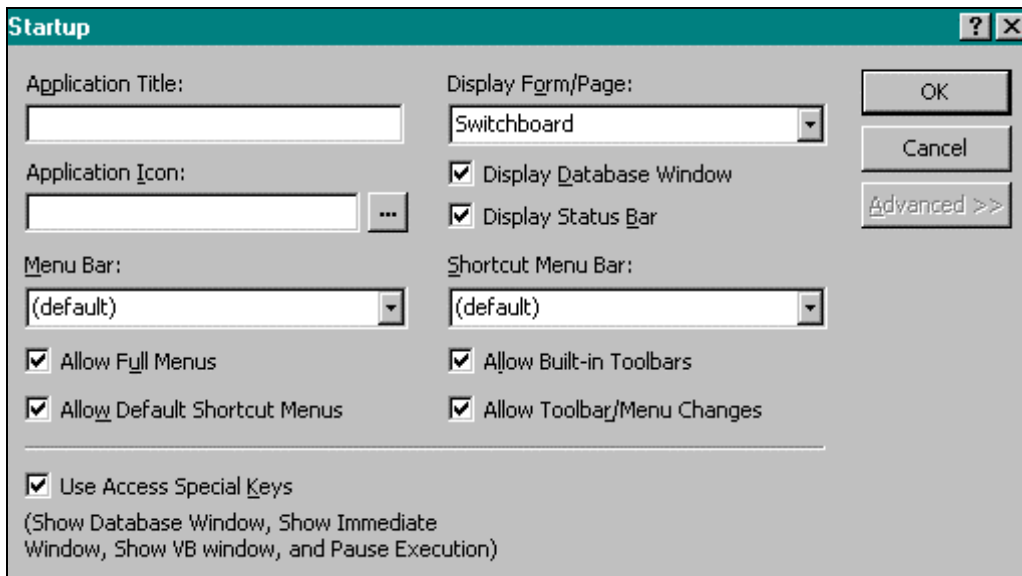 Startup
Application Title:
Display Form/Page:
OK
Switchboard
Cancel
Application Icon:
Display Database Window
...
Display Status Bar
Advanced >>
Menu Bar:
Shortcut Menu Bar:
(default)
(default)
Allow Full Menus
Allow Built-in Toolbars
Allow Default Shortcut Menus
Allow Toolbar/Menu Changes
Use Access Special Keys
(Show Database Window, Show Immediate
Window, Show VB window, and Pause Execution)